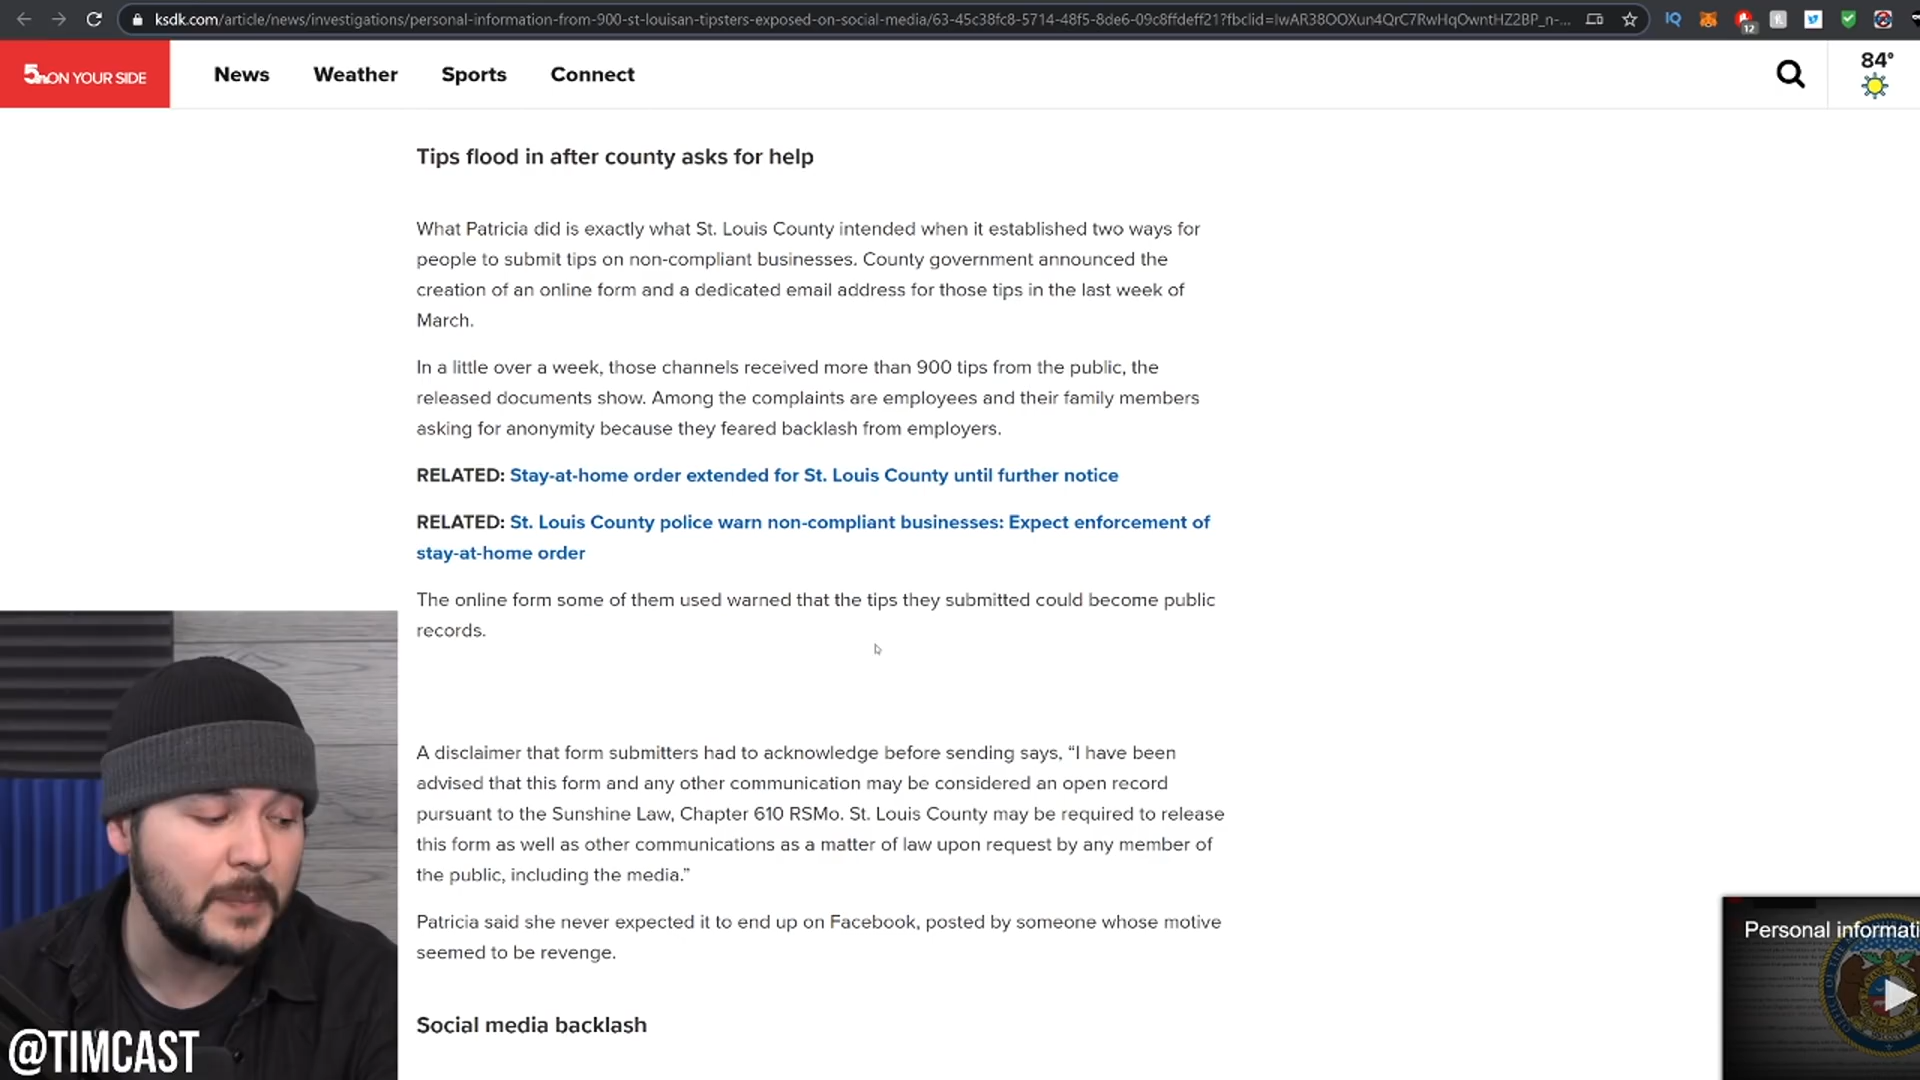 ksdk.com/article/news/investigations/personal-information-from-900-st-louisan-tipsters-exposed-on-social-media/63-45c38fc8-5714-48f5-8de6-09c8ffdeff21?fbclid=IwAR38OOXun4QrC7RwHqOwntHZ2BP_n-...
IQ
12
5 ON YOUR SIDE
News Weather Sports Connect
84°
Tips flood in after county asks for help
What Patricia did is exactly what St. Louis County intended when it established two ways for
people to submit tips on non-compliant businesses. County government announced the
creation of an online form and a dedicated email address for those tips in the last week of
March.
In a little over a week, those channels received more than 900 tips from the public, the
released documents show. Among the complaints are employees and their family members
asking for anonymity because they feared backlash from employers.
RELATED: Stay-at-home order extended for St. Louis County until further notice
RELATED: St. Louis County police warn non-compliant businesses: Expect enforcement of
stay-at-home order
The online form some of them used warned that the tips they submitted could become public
records.
A disclaimer that form submitters had to acknowledge before sending says, “I have been
advised that this form and any other communication may be considered an open record
pursuant to the Sunshine Law, Chapter 610 RSMo. St. Louis County may be required to release
this form as well as other communications as a matter of law upon request by any member of
the public, including the media.”
Patricia said she never expected it to end up on Facebook, posted by someone whose motive
seemed to be revenge.
Social media backlash
Personal informati
@TIMCAST